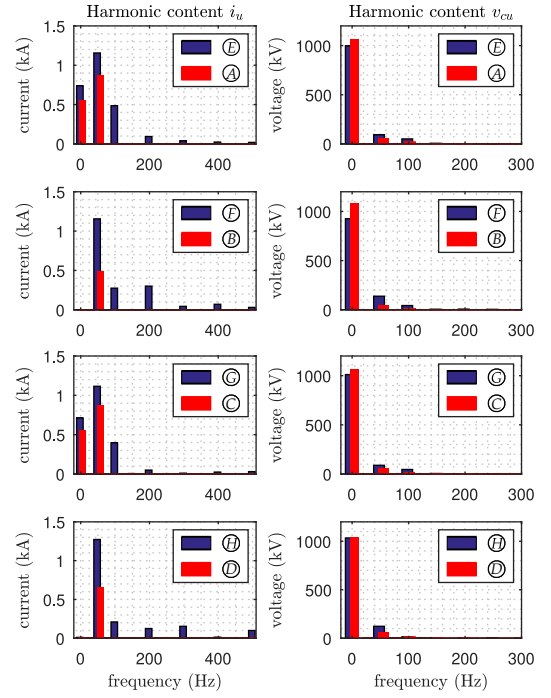 Harmonic content i_u
Harmonic content v_cu
current (kA)
1.5
1
0.5
0
0 200 400
E
A
voltage (kV)
1000
500
0
0 100 200 300
E
A
current (kA)
1.5
1
0.5
0
0 200 400
F
B
voltage (kV)
1000
500
0
0 100 200 300
F
B
current (kA)
1.5
1
0.5
0
0 200 400
G
C
voltage (kV)
1000
500
0
0 100 200 300
G
C
current (kA)
1.5
1
0.5
0
0 200 400
H
D
frequency (Hz)
voltage (kV)
1000
500
0
0 100 200 300
H
D
frequency (Hz)